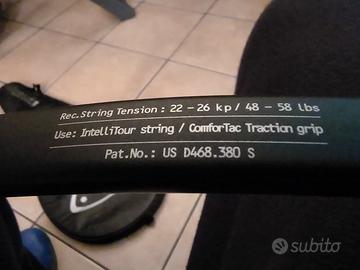 Rec.String Tension: 22 - 26 kp/ 48 - 58 lbs
Use: IntelliTour string / ComforTac Traction grip
Pat.No.: US D468.380 S
subito